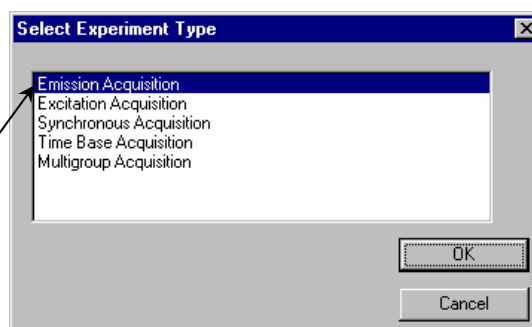 Select Experiment Type
Emission Acquisition
Excitation Acquisition
Synchronous Acquisition
Time Base Acquisition
Multigroup Acquisition
OK
Cancel